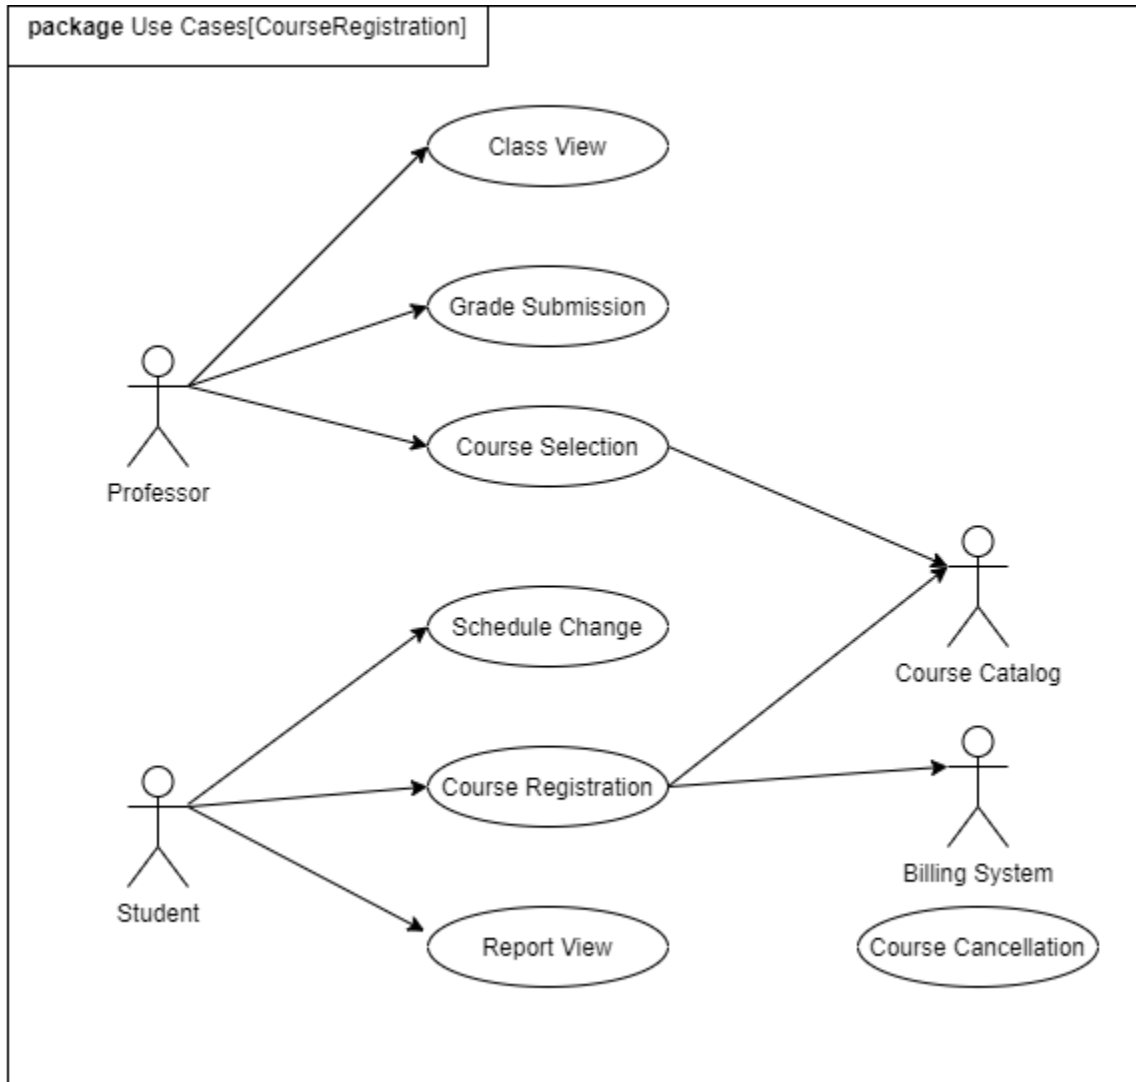 package Use Cases[CourseRegistration]
Class View
Grade Submission
Course Selection
Professor
Schedule Change
Course Catalog
Course Registration
Billing System
Student
Report View
Course Cancellation